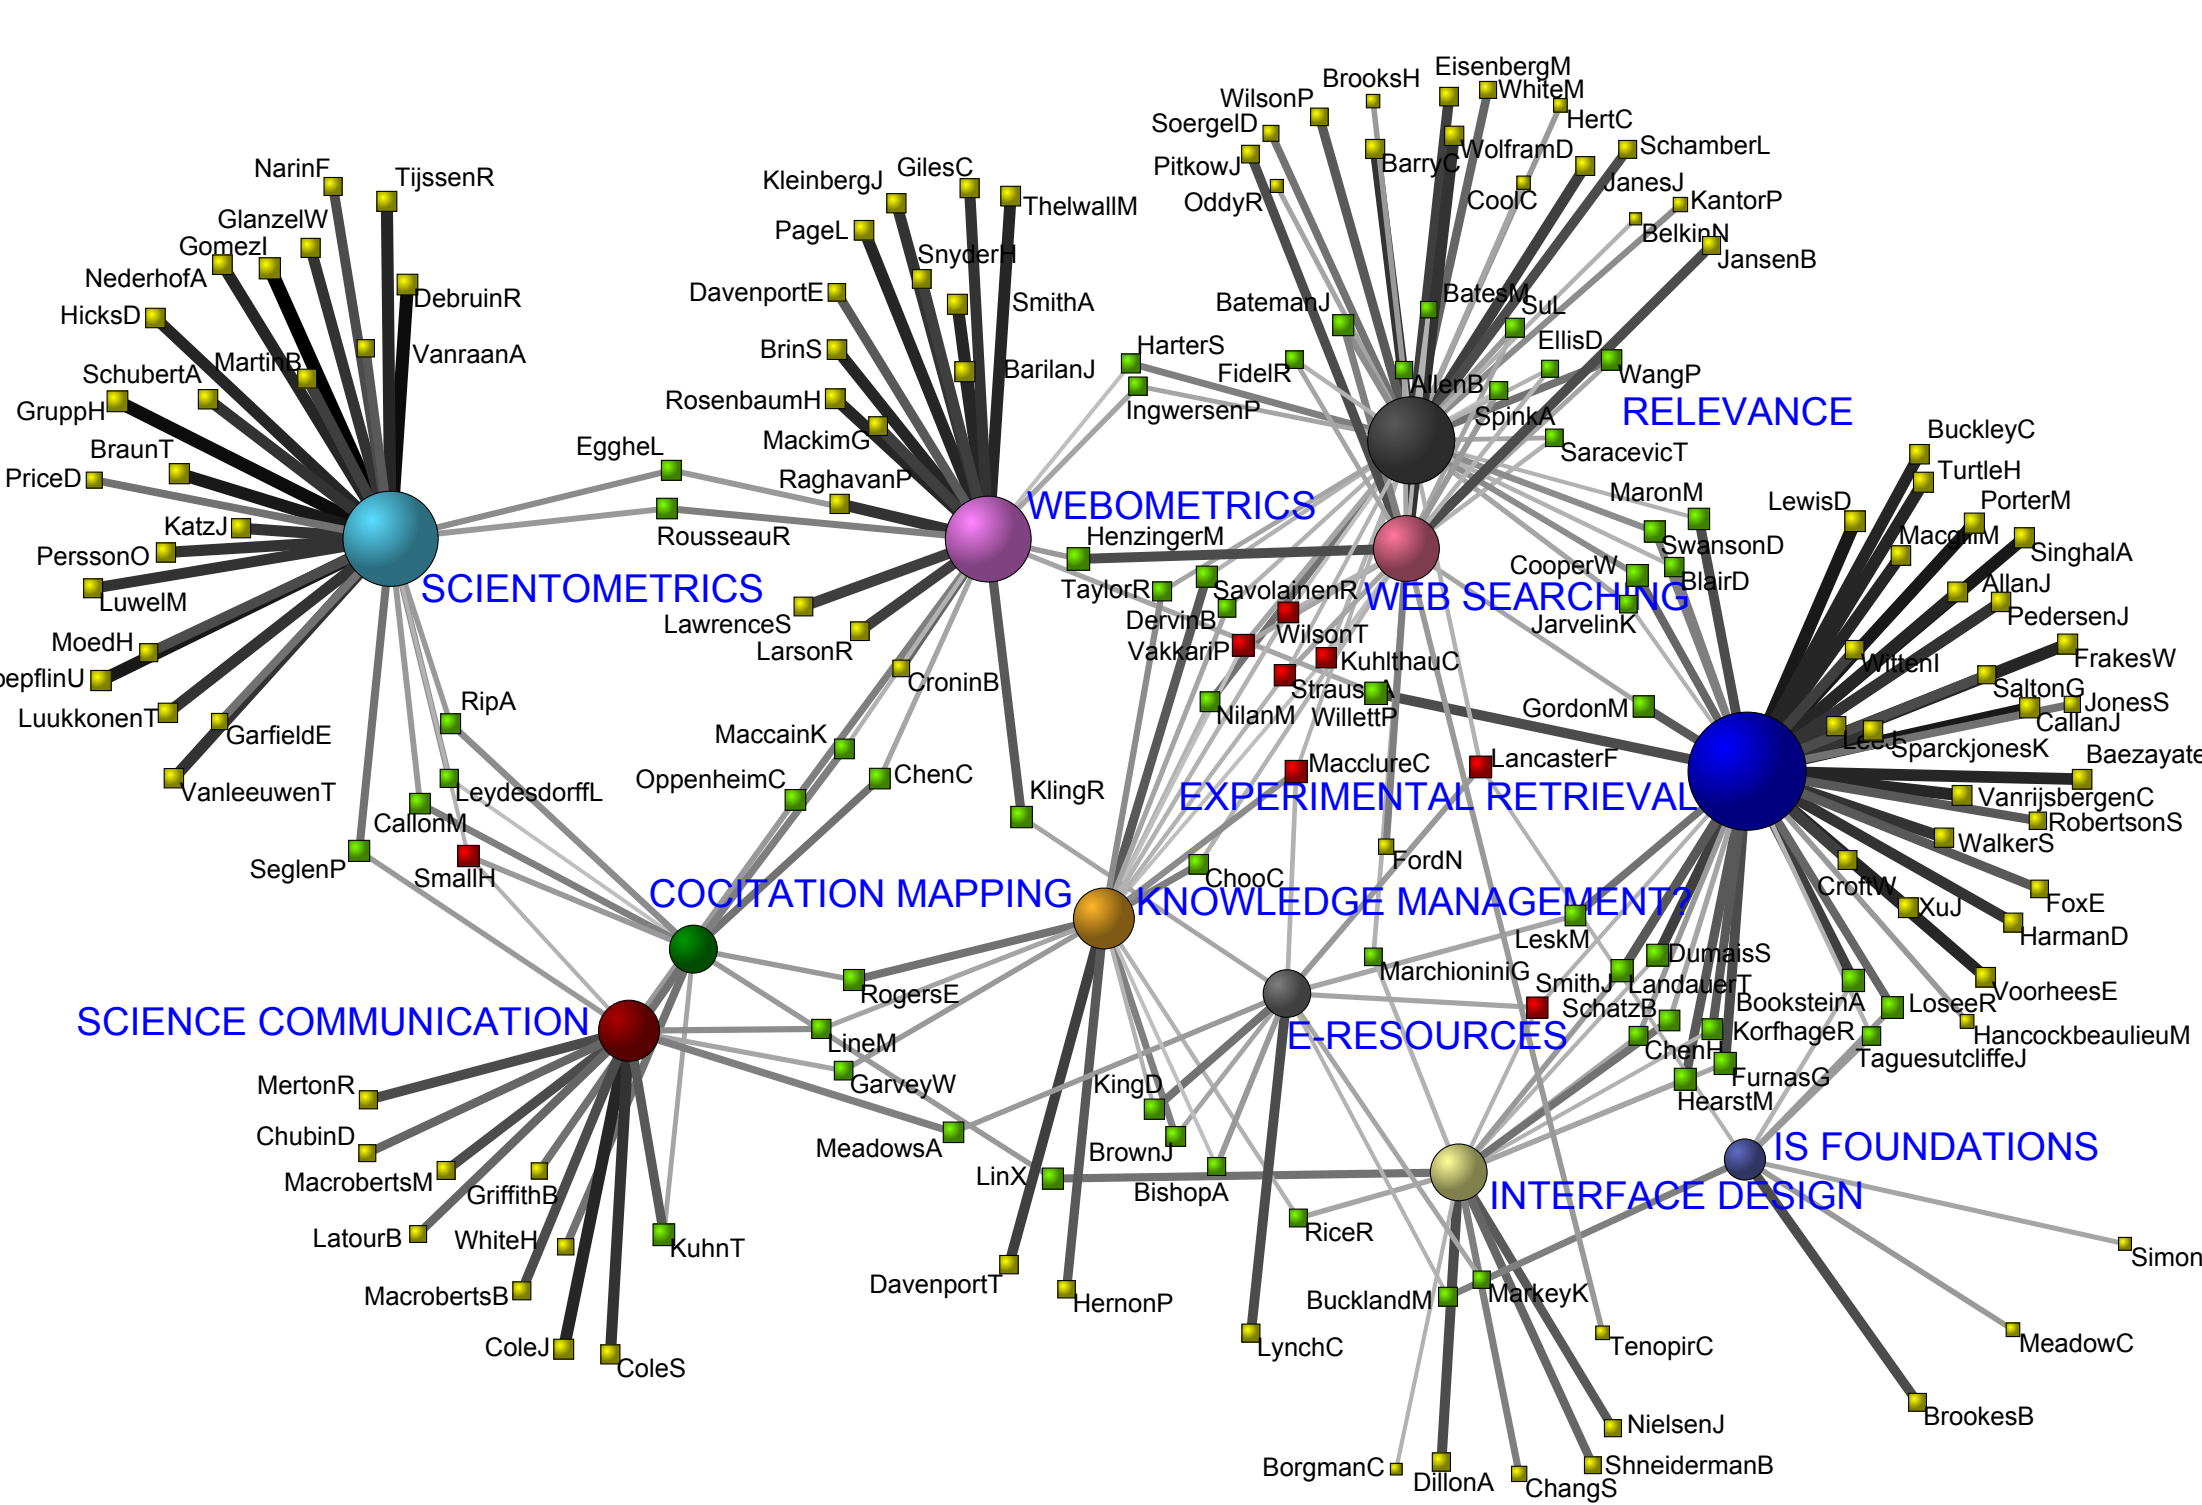 BrooksH
EisenbergM
WhiteM
WilsonP
HertC
SoergelD
PitkowJ
BarryC
WolframD
SchamberL
OddyR
CoolC
JanesJ
KantorP
BelkinN
JansenB
NarinF
TijssenR
GlanzelW
GomezI
NederhofA
HicksD
DebruinR
MartinB
VanraanA
SchubertA
GruppH
BraunT
PriceD
KatzJ
PerssonO
LuwelM
MoedH
oepflinU
LuukkonenT
GarfieldE
VanleeuwenT
SCIENTOMETRICS
KleinbergJ
GilesC
ThelwallM
PageL
SnyderH
DavenportE
SmithA
BrinS
BarilanJ
RosenbaumH
MackimG
RaghavanP
EggheL
RousseauR
WEBOMETRICS
LawrenceS
LarsonR
CroninB
BatemanJ
BatesM
SuL
HarterS
FidelR
EllisD
IngwersenP
AllenB
WangP
SpinkA
RELEVANCE
SaracevicT
HenzingerM
MaronM
SwansonD
CooperW
BlairD
TaylorR
SavolainenR
WEB SEARCHING
DervinB
JarvelinK
WilsonT
VakkariP
KuhlthauC
NilanM
WillettP
GordonM
BuckleyC
TurtleH
LewisD
PorterM
SinghalA
AllanJ
PedersenJ
WittenI
FrakesW
SaltonG
JonesS
CallanJ
LeeJ
SparckjonesK
Baezayate
VanrijsbergenC
RobertsonS
WalkerS
CroftW
FoxE
XuJ
HarmanD
VoorheesE
HancockbeaulieuM
RipA
MaccainK
OppenheimC
ChenC
KlingR
LeydesdorffL
CallonM
SeglenP
SmallH
MacclureC
LancasterF
EXPERIMENTAL RETRIEVAL
FordN
ChooC
COCITATION MAPPING
KNOWLEDGE MANAGEMENT?
LeskM
MarchioniniG
DumaisS
SmithJ
LandauerT
SchatzB
BooksteinA
LoseeR
KorfhageR
ChenH
TaguesutcliffeJ
FurnasG
HearstM
RogersE
SCIENCE COMMUNICATION
E-RESOURCES
LineM
GarveyW
KingD
MertonR
ChubinD
MacrobertsM
GriffithB
MeadowsA
BrownJ
LinX
BishopA
IS FOUNDATIONS
INTERFACE DESIGN
LatourB
WhiteH
KuhnT
RiceR
MacrobertsB
DavenportT
HernonP
BucklandM
MarkeyK
Simon
ColeJ
ColeS
LynchC
TenopirC
MeadowC
BrookesB
NielsenJ
BorgmanC
DillonA
ChangS
ShneidermanB